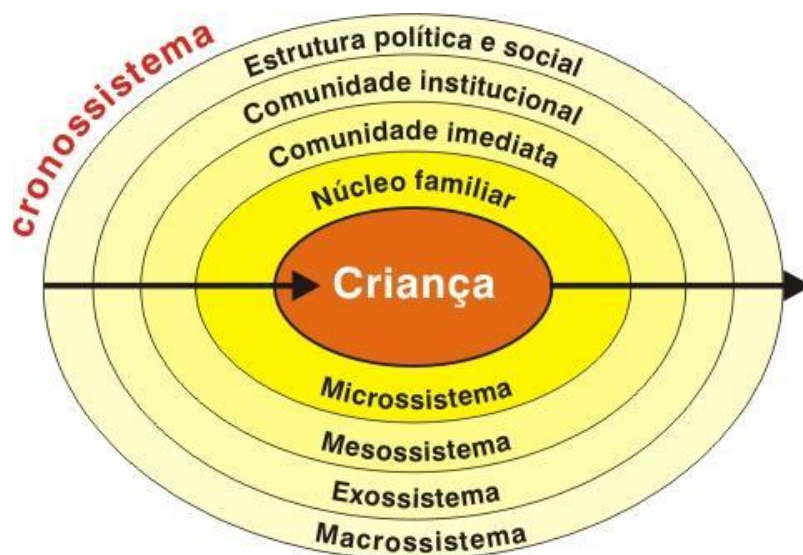 cronossistema
Estrutura política e social
Comunidade institucional
Comunidade imediata
Núcleo familiar
Criança
Microssistema
Mesossistema
Exossistema
Macrossistema